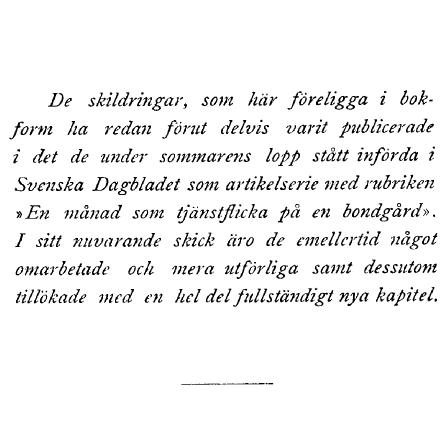 De skildringar, som här föreligga i bok-
form ha redan förut delvis varit publicerade
i det de under sommarens lopp stått införda i
Svenska Dagbladet som artikelserie med rubriken
»En månad som tjänstflicka på en bondgård».
I sitt nuvarande skick äro de emellertid något
omarbetade och mera utförliga samt dessutom
tillökade med en hel del fullständigt nya kapitel.